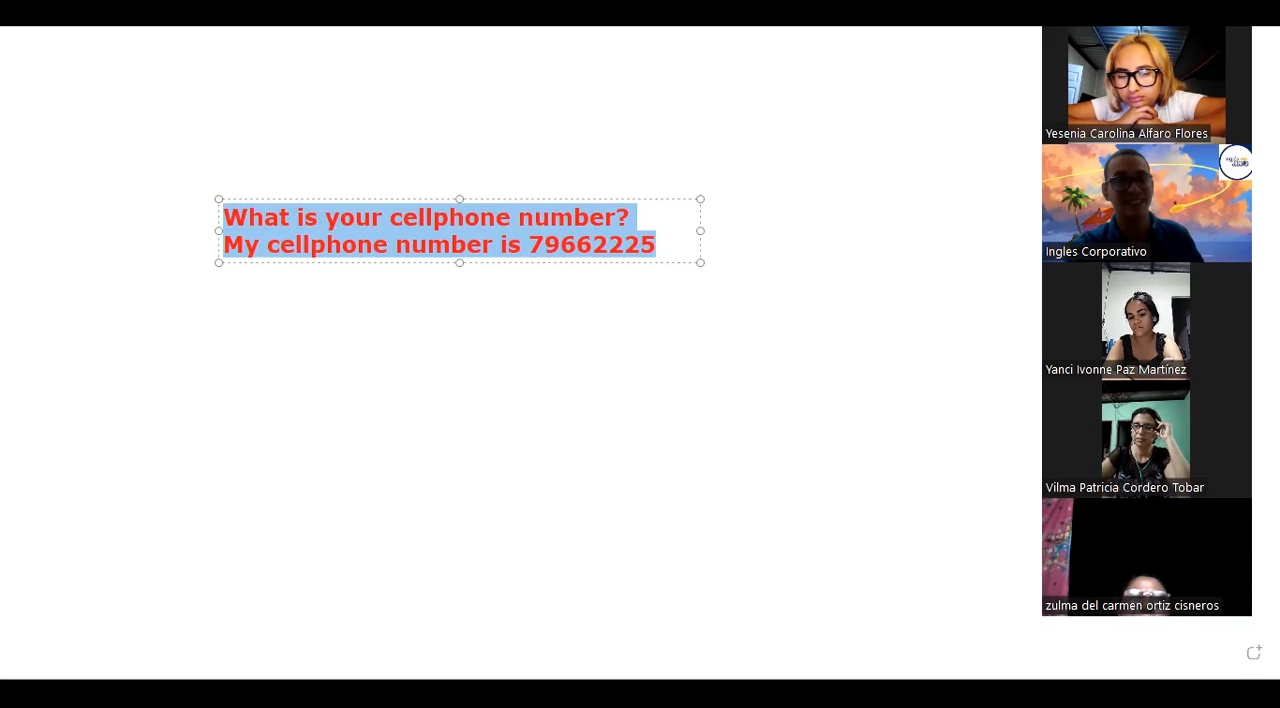 What is your cellphone number?
My cellphone number is 79662225
Yesenia Carolina Alfaro Flores
Ingles Corporativo
Yanci Ivonne Paz Martínez
Vilma Patricia Cordero Tobar
zulma del carmen ortiz cisneros